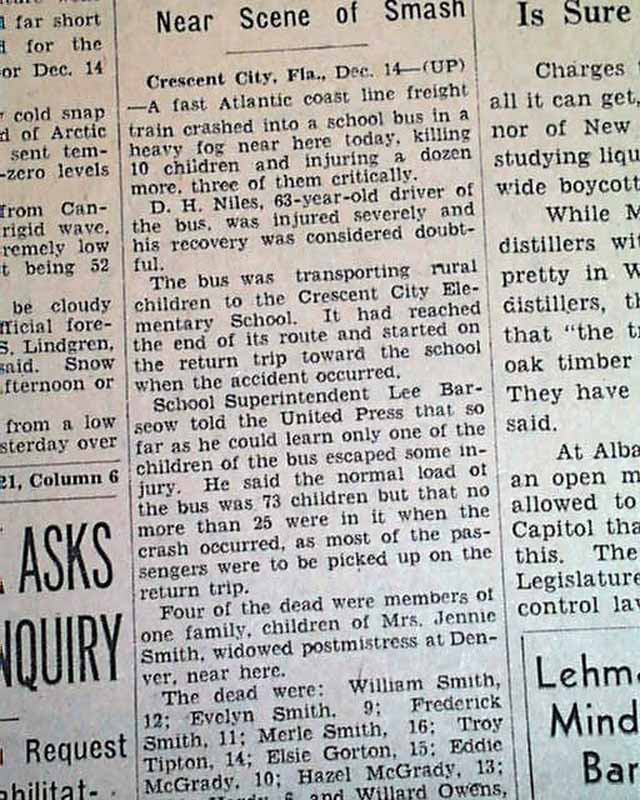 far short
for the
or Dec. 14
cold snap
d of Arctic
sent tem-
-zero levels
from Can-
rigid wave,
remely low
t being 52
be cloudy
fficial fore-
S. Lindgren,
said. Snow
fternoon or
from a low
sterday over
21, Column 6
ASKS
NQUIRY
Request
abilitat-
Near Scene of Smash
Crescent City, Fla., Dec. 14—(UP)
—A fast Atlantic coast line freight
train crashed into a school bus in a
heavy fog near here today, killing
10 children and injuring a dozen
more, three of them critically.
D. H. Niles, 63-year-old driver of
the bus, was injured severely and
his recovery was considered doubt-
ful.
The bus was transporting rural
children to the Crescent City Ele-
mentary School. It had reached
the end of its route and started on
the return trip toward the school
when the accident occurred.
School Superintendent Lee Bar-
seow told the United Press that so
far as he could learn only one of the
children of the bus escaped some in-
jury. He said the normal load of
the bus was 73 children but that no
more than 25 were in it when the
crash occurred, as most of the pas-
sengers were to be picked up on the
return trip.
Four of the dead were members of
one family, children of Mrs. Jennie
Smith, widowed postmistress at Den-
ver, near here.
The dead were: William Smith,
12; Evelyn Smith, 9; Frederick
Smith, 11; Merle Smith, 16; Troy
Tipton, 14; Elsie Gorton, 15; Eddie
McGrady, 10; Hazel McGrady, 13;
6 and Willard Owens,
Is Sure
Charges
all it can get,
nor of New
studying liqu
wide boycott
While M
distillers wit
pretty in W
distillers, th
that "the tr
oak timber
They have
said.
At Alba
an open m
allowed to
Capitol tha
this. The
Legislature
control law
Lehm
Mind
Bar